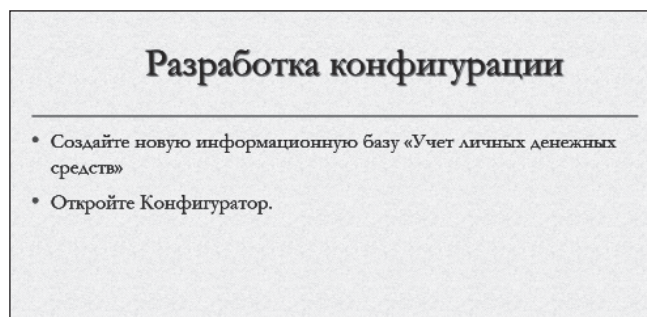 Разработка конфигурации
• Создайте новую информационную базу «Учет личных денежных
средств»
• Откройте Конфигуратор.